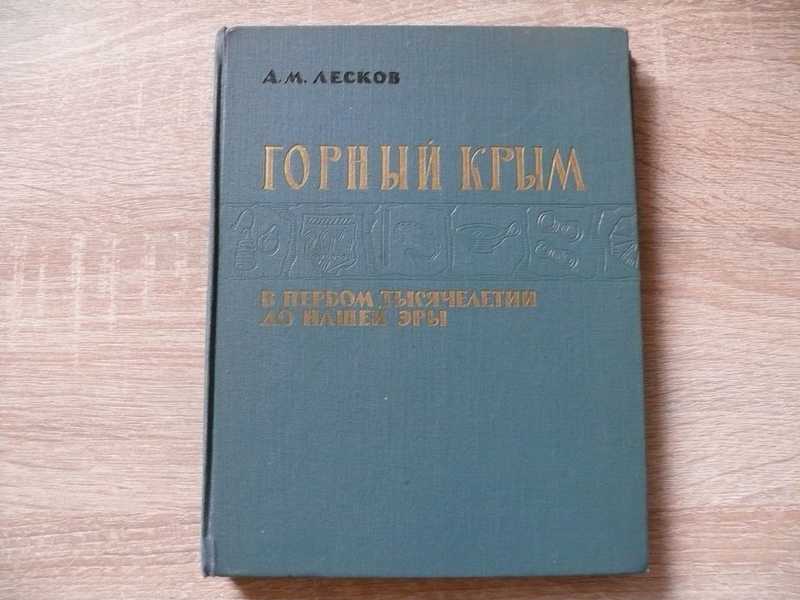 А.М. ЛЕСКОВ
ГОРНЫЙ КРЫМ
В ПЕРВОМ ТЫСЯЧЕЛЕТИИ
ДО НАШЕЙ ЭРЫ